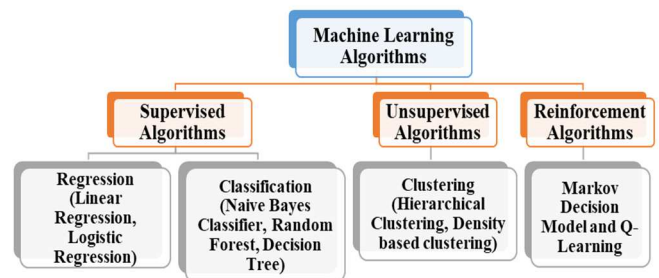 Machine Learning
Algorithms
Supervised
Algorithms
Unsupervised
Algorithms
Reinforcement
Algorithms
Regression
(Linear
Regression,
Logistic
Regression)
Classification
(Naive Bayes
Classifier, Random
Forest, Decision
Tree)
Clustering
(Hierarchical
Clustering, Density
based clustering)
Markov
Decision
Model and Q-
Learning